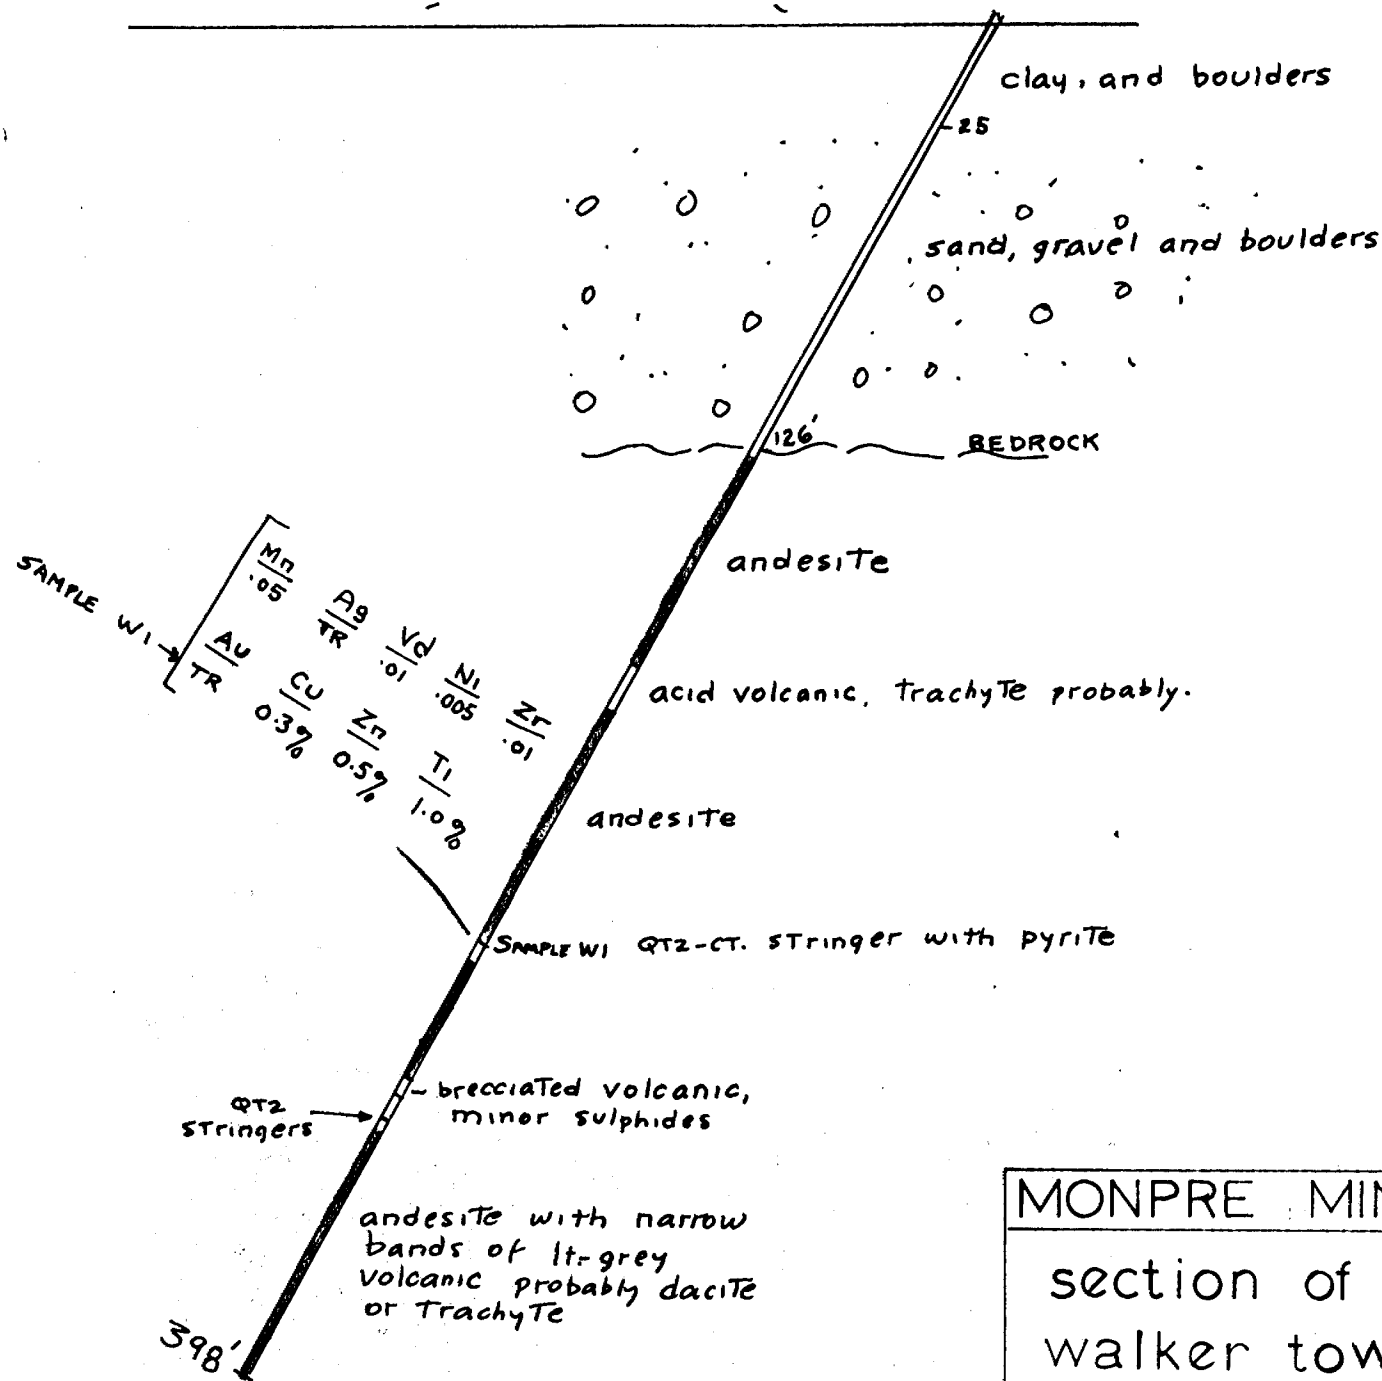 clay, and boulders
25
sand, gravel and boulders
126'
BEDROCK
andesite
SAMPLE W1
Mn
.05
Ag
TR
Vd
.01
Ni
.005
Zr
.01
Au
TR
Cu
0.3%
Zn
0.5%
Ti
1.0%
acid volcanic, trachyte probably.
andesite
SAMPLE W1 QTZ-CT. stringer with pyrite
brecciated volcanic,
minor sulphides
QTZ
stringers
andesite with narrow
bands of lt-grey
volcanic probably dacite
or trachyte
398'
MONPRE MIN
section of
walker tow